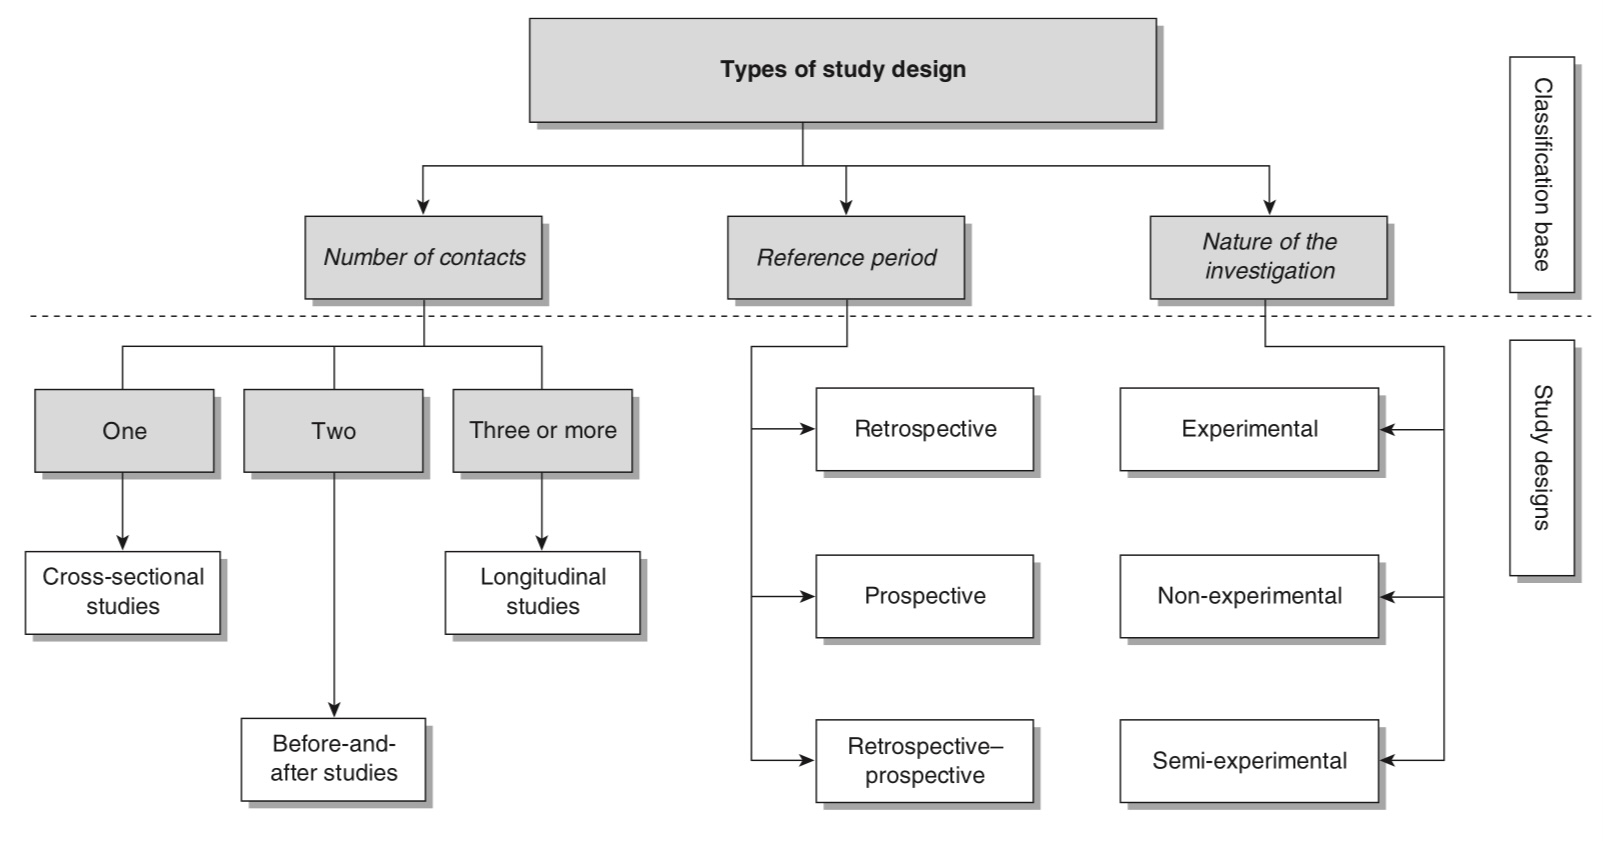 Types of study design
Classification base
Number of contacts
Reference period
Nature of the
investigation
Study designs
One
Two
Three or more
Retrospective
Experimental
Cross-sectional
studies
Longitudinal
studies
Prospective
Non-experimental
Before-and-
after studies
Retrospective–
prospective
Semi-experimental